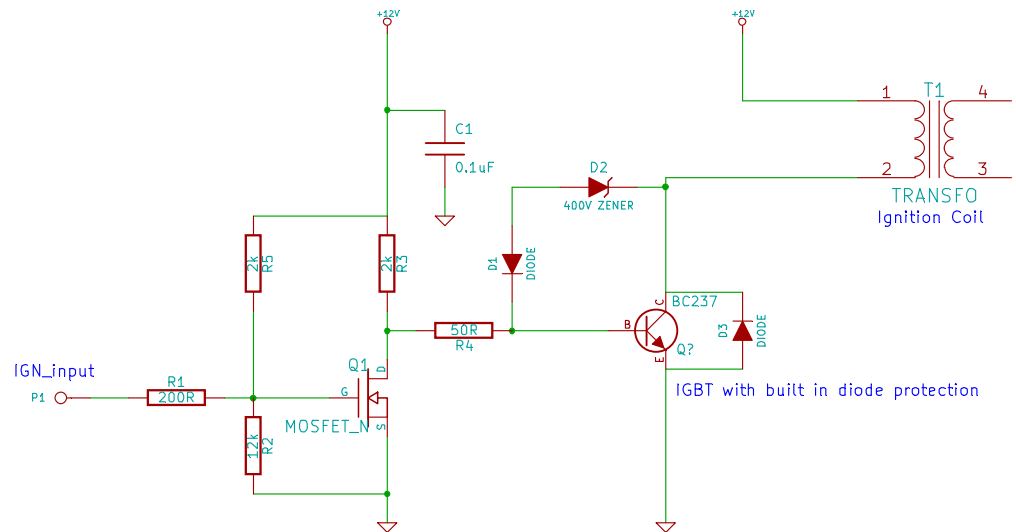 +12V
+12V
T1
1
4
2
3
TRANSFO
Ignition Coil
C1
0.1uF
D2
400V ZENER
2k
R5
2k
R3
D1
DIODE
50R
R4
BC237
C
B
E
Q?
D3
DIODE
IGBT with built in diode protection
IGN_input
P1
R1
200R
Q1
D
G
S
MOSFET_N
12k
R2